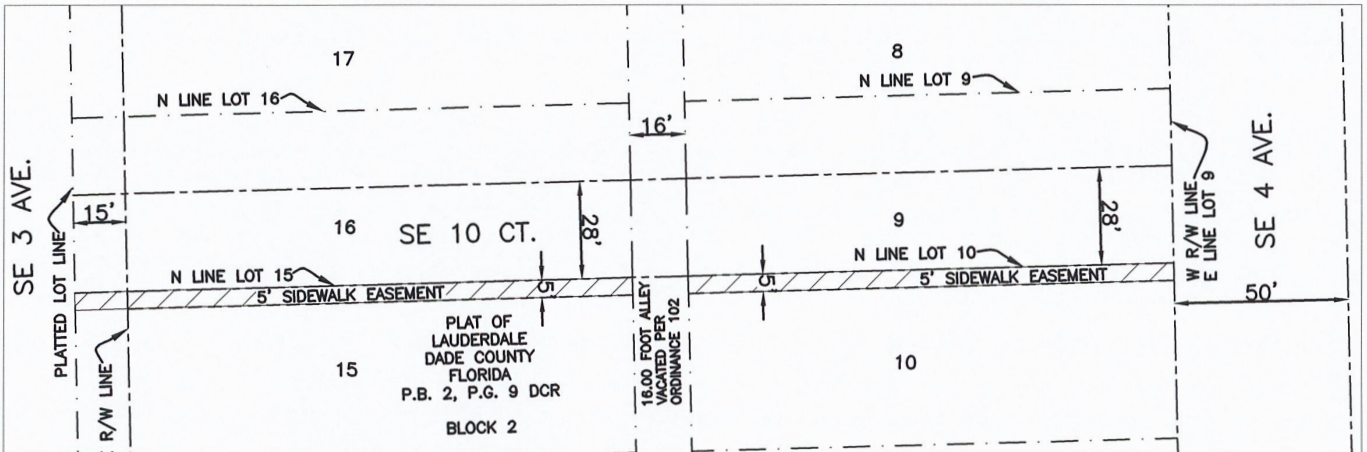 17
8
N LINE LOT 16
N LINE LOT 9
16'
SE 3 AVE.
SE 4 AVE.
PLATTED LOT LINE
15'
16
SE 10 CT.
28'
9
28'
W R/W LINE
E LINE LOT 9
N LINE LOT 15
N LINE LOT 10
5' SIDEWALK EASEMENT
5'
5'
5' SIDEWALK EASEMENT
50'
R/W LINE
15
PLAT OF
LAUDERDALE
DADE COUNTY
FLORIDA
P.B. 2, P.G. 9 DCR
BLOCK 2
16.00 FOOT ALLEY
VACATED PER
ORDINANCE 102
10